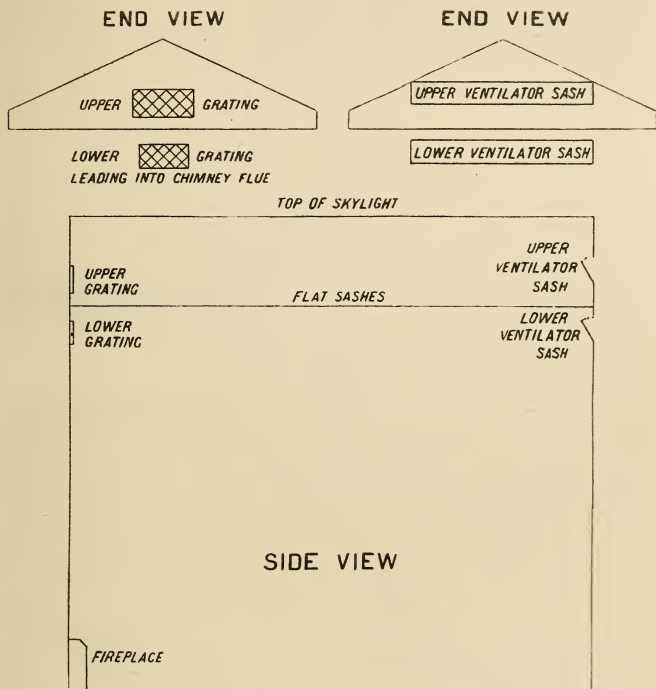 END VIEW
UPPER GRATING
LOWER GRATING
LEADING INTO CHIMNEY FLUE
END VIEW
UPPER VENTILATOR SASH
LOWER VENTILATOR SASH
TOP OF SKYLIGHT
UPPER
GRATING
UPPER
VENTILATOR
SASH
FLAT SASHES
LOWER
GRATING
LOWER
VENTILATOR
SASH
SIDE VIEW
FIREPLACE